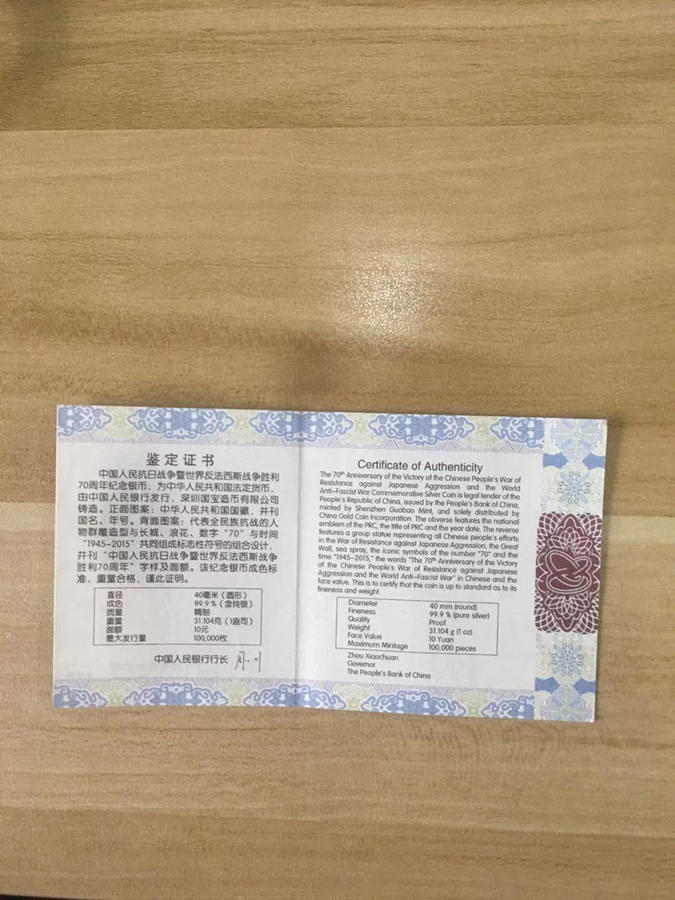 鉴定证书
中国人民抗日战争暨世界反法西斯战争胜利
70周年纪念银币，为中华人民共和国法定货币，
由中国人民银行发行，深圳国宝造币有限公司
铸造。正面图案：中华人民共和国国徽，并刊
国名、年号。背面图案：代表全民族抗战的人
物群雕造型与长城、浪花、数字“70”与时间
“1945-2015”共同组成标志性符号的组合设计，
并刊“中国人民抗日战争暨世界反法西斯战争
胜利70周年”字样及面额。该纪念银币成色标
准，重量合格，谨此证明。
直径 40毫米（圆形）
成色 99.9%（含纯银）
质量 精制
重量 31.104克（1盎司）
面额 10元
最大发行量 100,000枚
中国人民银行行长
Certificate of Authenticity
The 70th Anniversary of the Victory of the Chinese People's War of
Resistance against Japanese Aggression and the World
Anti-Fascist War Commemorative Silver Coin is legal tender of the
People's Republic of China, issued by the People's Bank of China,
minted by Shenzhen Guobao Mint, and solely distributed by
China Gold Coin Incorporation. The obverse features the national
emblem of the PRC, the title of PRC and the year date. The reverse
features a group statue representing all Chinese people's efforts
in the War of Resistance against Japanese Aggression, the Great
Wall, sea spray, the iconic symbols of the number "70" and the
time "1945-2015," the words "The 70th Anniversary of the Victory
of the Chinese People's War of Resistance against Japanese
Aggression and the World Anti-Fascist War" in Chinese and the
face value. This is to certify that the coin is up to standard as to its
fineness and weight
Diameter 40 mm (round)
Fineness 99.9 % (pure silver)
Quality Proof
Weight 31.104 g (1 oz)
Face Value 10 Yuan
Maximum Mintage 100,000 pieces
Zhou Xiaochuan
Governor
The People's Bank of China